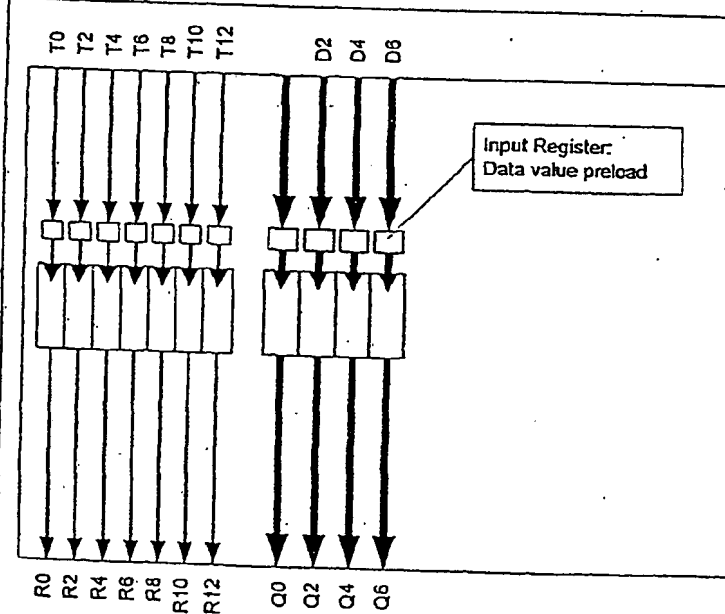 T0 T2 T4 T6 T8 T10 T12 D2 D4 D6
Input Register:
Data value preload
R0 R2 R4 R6 R8 R10 R12 Q0 Q2 Q4 Q6